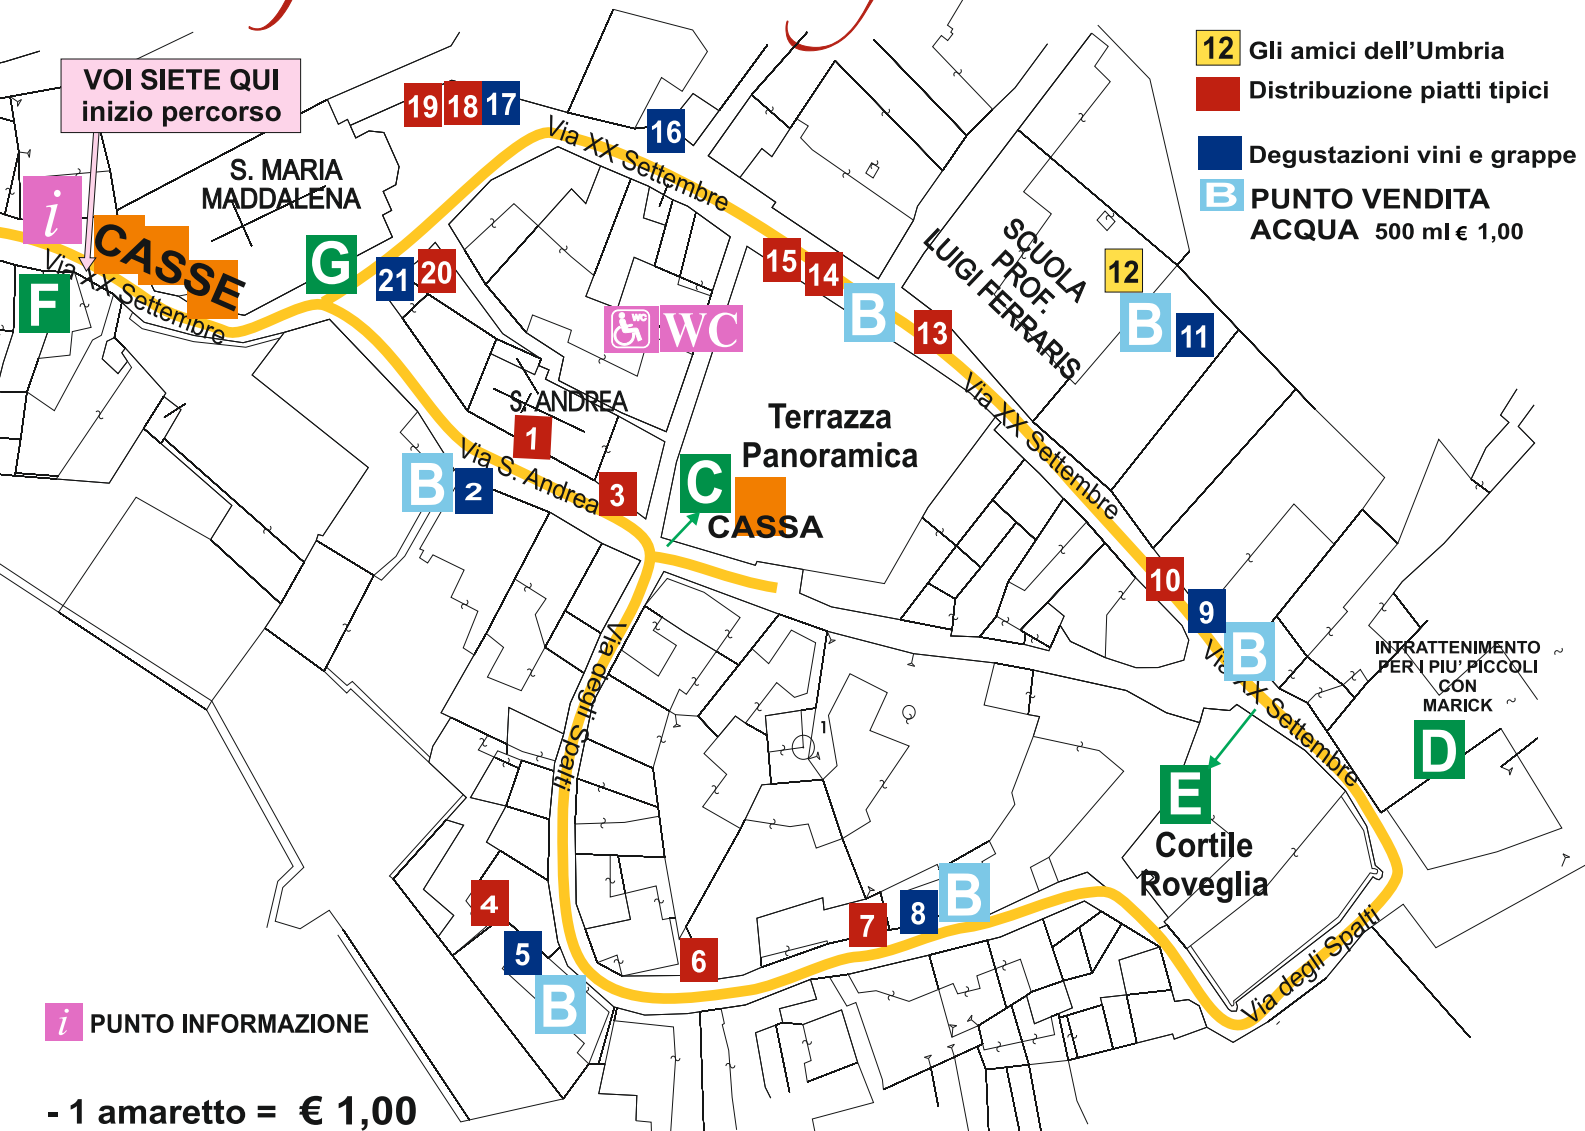 VOI SIETE QUI
inizio percorso
12 Gli amici dell'Umbria
Distribuzione piatti tipici
Degustazioni vini e grappe
B PUNTO VENDITA
ACQUA 500 ml € 1,00
19 18 17
16
Via XX Settembre
S. MARIA
MADDALENA
i
CASSE
Via XX Settembre
F
G
21 20
WC WC
15 14
B
13
SCUOLA
PROF.
LUIGI FERRARIS
12
B 11
Via XX Settembre
S. ANDREA
1
Via S. Andrea
B 2
3
Terrazza
Panoramica
C
CASSA
10
9
B
Via XX Settembre
INTRATTENIMENTO
PER I PIU' PICCOLI
CON
MARICK
D
E
Cortile
Roveglia
Via degli Spalti
1
4
5
B
6
7
8
B
Via degli Spalti
i PUNTO INFORMAZIONE
- 1 amaretto = € 1,00